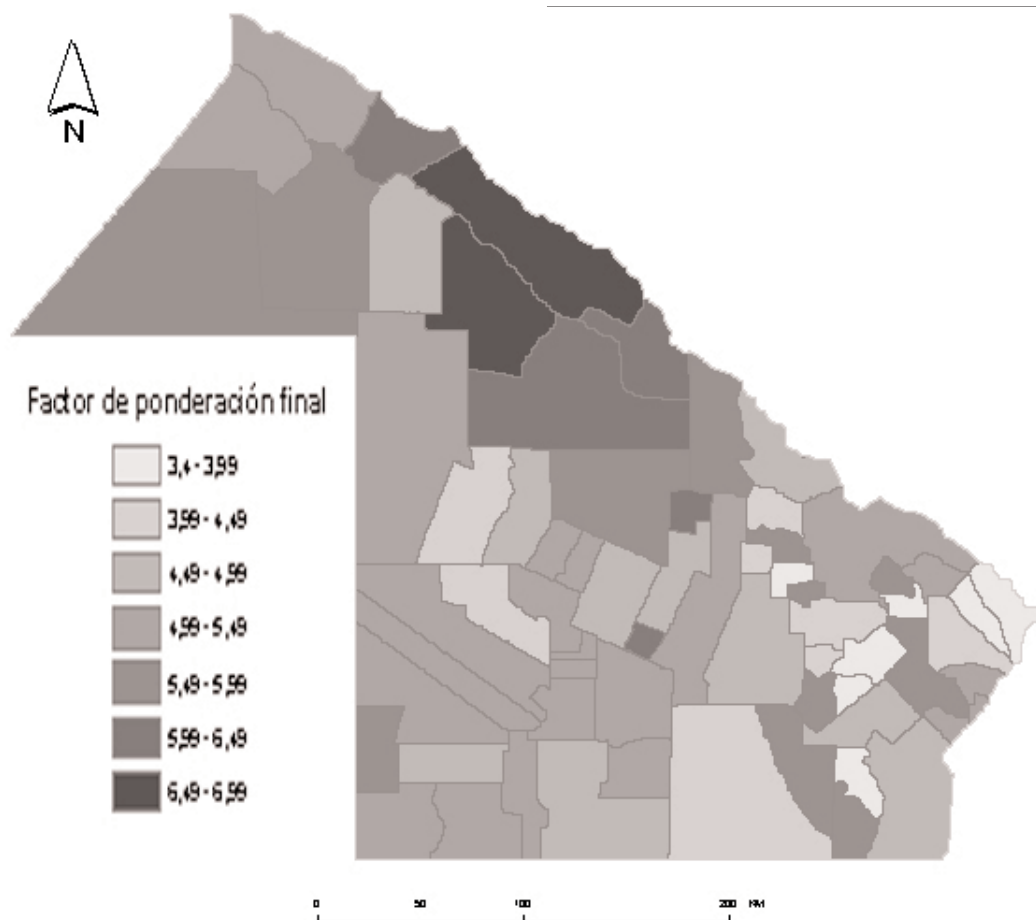 N
Factor de ponderación final
3,4 - 3,99
3,99 - 4,49
4,49 - 4,99
4,99 - 5,49
5,49 - 5,99
5,99 - 6,49
6,49 - 6,99
0 50 100 200 KM